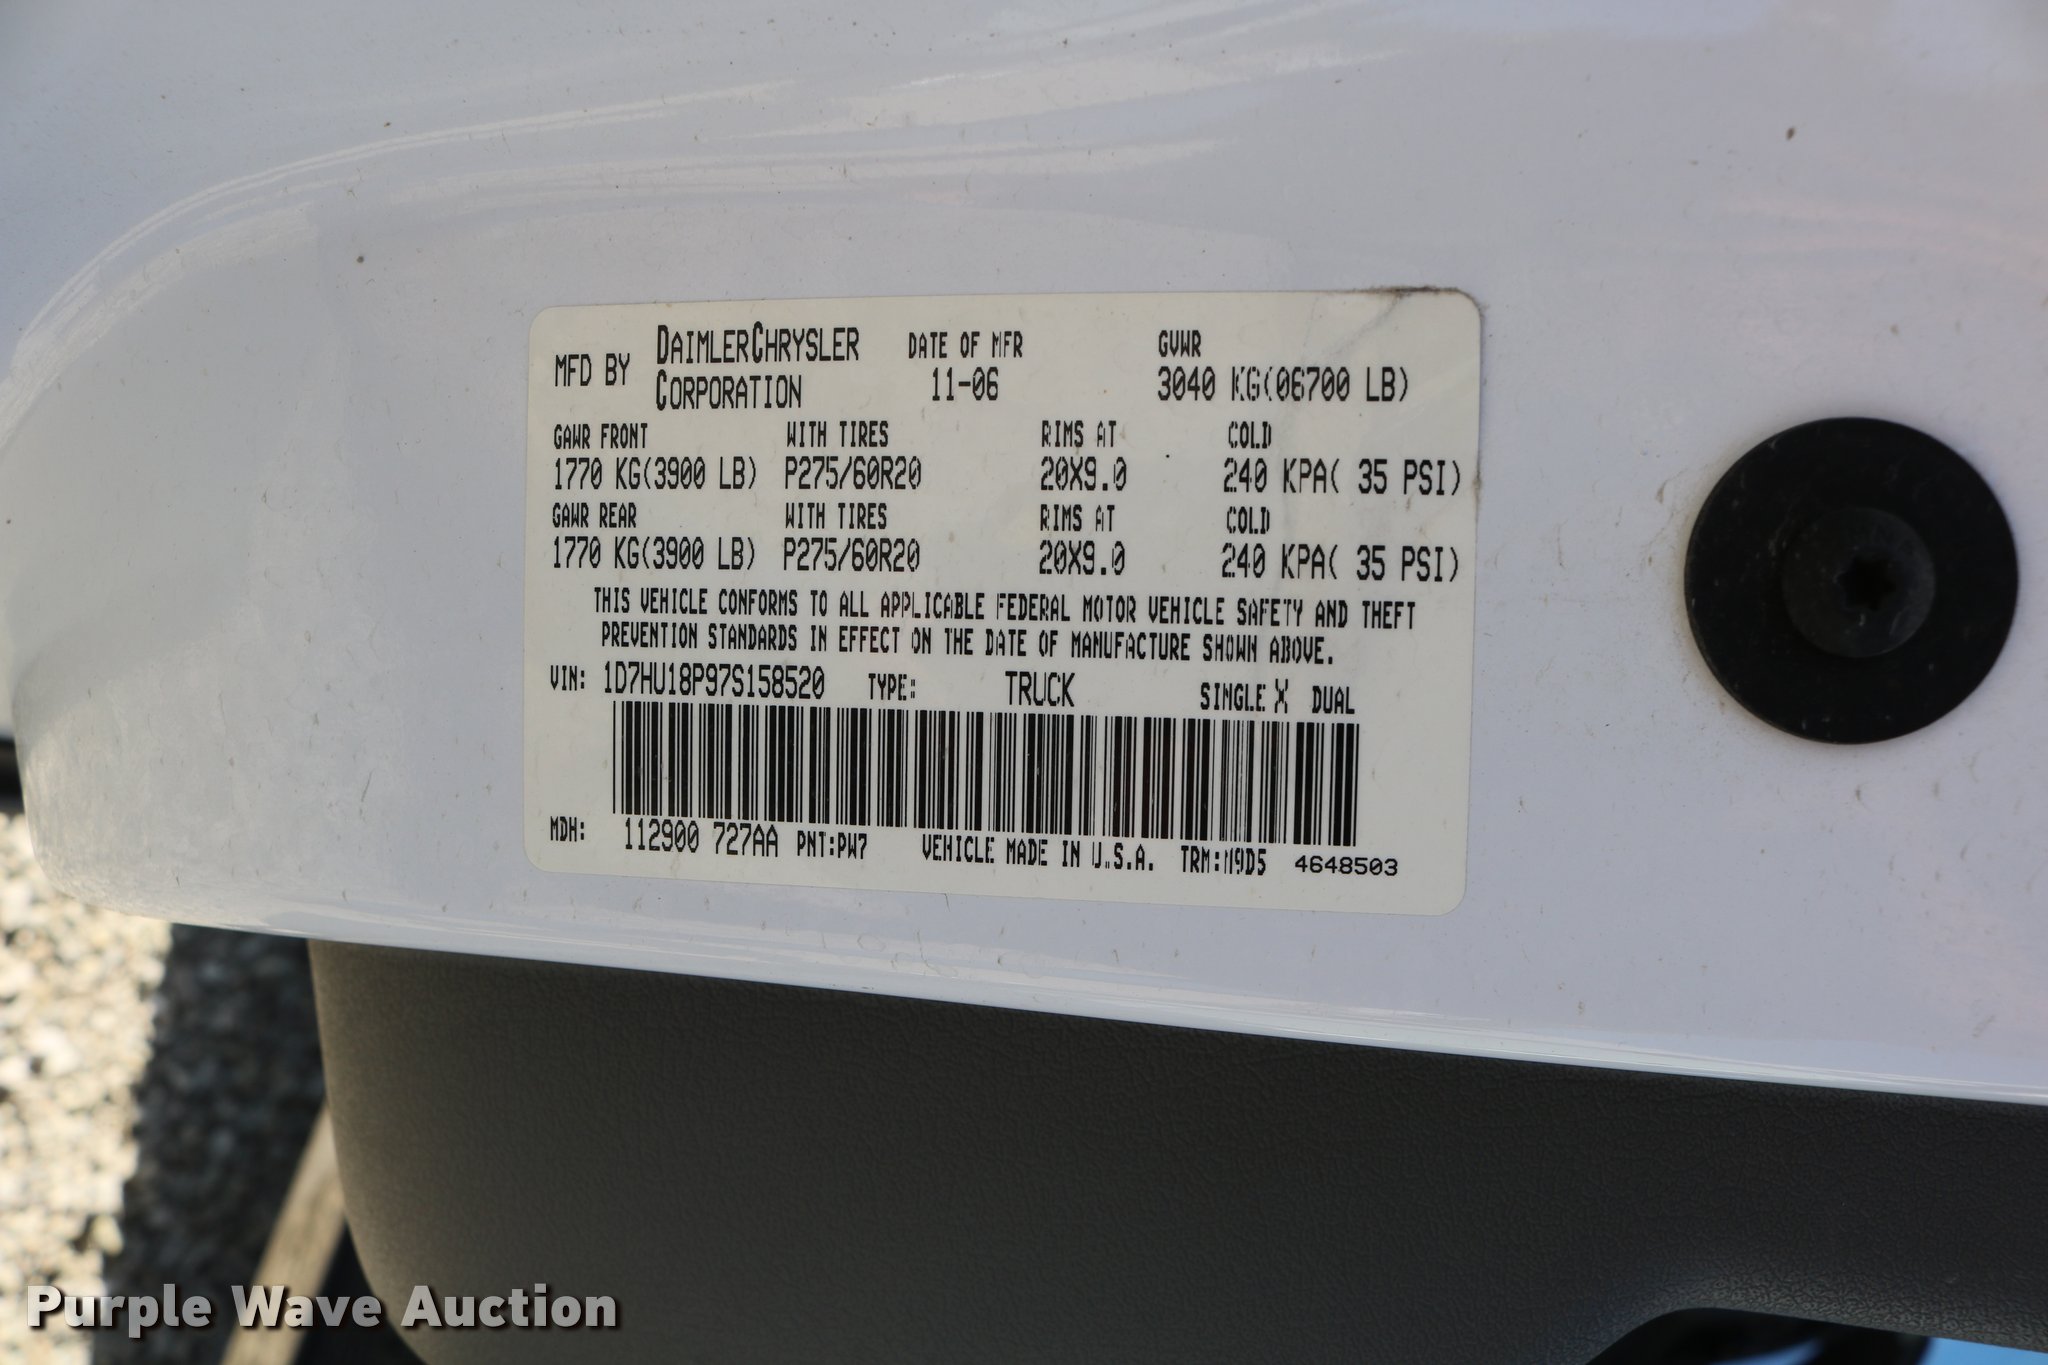 MFD BY DAIMLERCHRYSLER CORPORATION DATE OF MFR 11-06 GVWR 3040 KG(06700 LB)
GAWR FRONT WITH TIRES RIMS AT COLD
1770 KG(3900 LB) P275/60R20 20X9.0 240 KPA( 35 PSI)
GAWR REAR WITH TIRES RIMS AT COLD
1770 KG(3900 LB) P275/60R20 20X9.0 240 KPA( 35 PSI)
THIS VEHICLE CONFORMS TO ALL APPLICABLE FEDERAL MOTOR VEHICLE SAFETY AND THEFT
PREVENTION STANDARDS IN EFFECT ON THE DATE OF MANUFACTURE SHOWN ABOVE.
VIN: 1D7HU18P97S158520 TYPE: TRUCK SINGLE X DUAL
MDH: 112900 727AA PNT:PW7 VEHICLE MADE IN U.S.A. TRM:M9D5 4648503
Purple Wave Auction